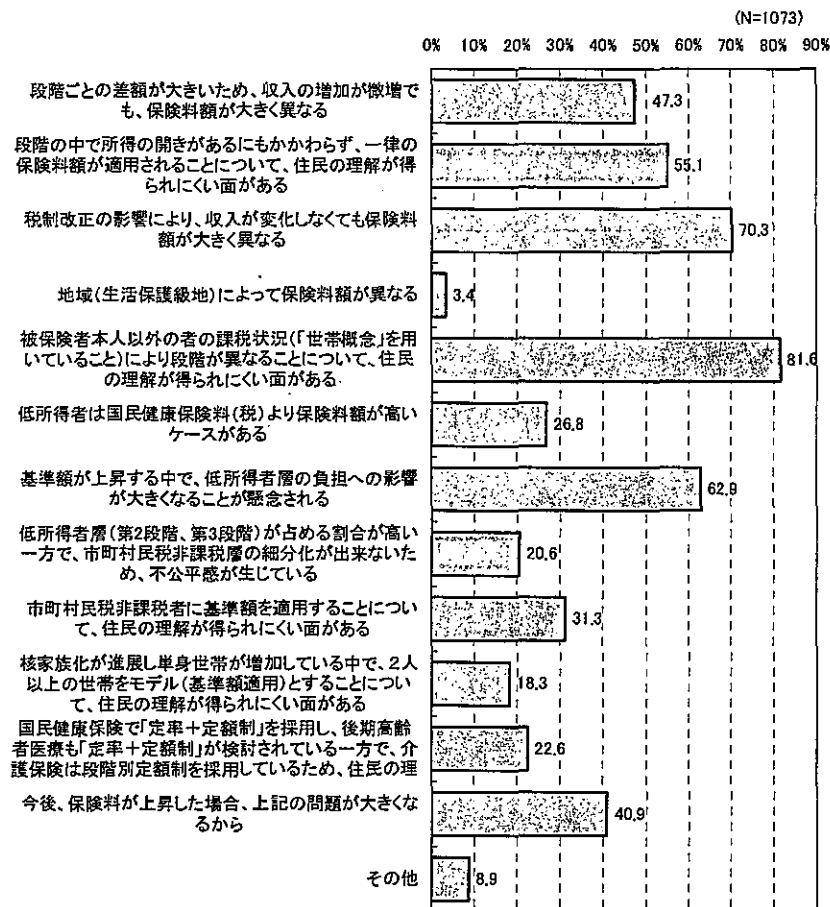 (N=1073)
0% 10% 20% 30% 40% 50% 60% 70% 80% 90%
段階ごとの差額が大きいため、収入の増加が微増で
も、保険料額が大きく異なる
47.3
段階の中で所得の開きがあるにもかかわらず、一律の
保険料額が適用されることについて、住民の理解が得
られにくい面がある
55.1
税制改正の影響により、収入が変化しなくても保険料
額が大きく異なる
70.3
地域(生活保護級地)によって保険料額が異なる
3.4
被保険者本人以外の者の課税状況(「世帯概念」を用
いていること)により段階が異なることについて、住民
の理解が得られにくい面がある
81.6
低所得者は国民健康保険料(税)より保険料額が高い
ケースがある
26.8
基準額が上昇する中で、低所得者層の負担への影響
が大きくなることが懸念される
62.9
低所得者層(第2段階、第3段階)が占める割合が高い
一方で、市町村民税非課税層の細分化が出来ないた
め、不公平感が生じている
20.6
市町村民税非課税者に基準額を適用することについ
て、住民の理解が得られにくい面がある
31.3
核家族化が進展し単身世帯が増加している中で、2人
以上の世帯をモデル(基準額適用)とすることについ
て、住民の理解が得られにくい面がある
18.3
国民健康保険で「定率+定額制」を採用し、後期高齢
者医療も「定率+定額制」が検討されている一方で、介
護保険は段階別定額制を採用しているため、住民の理
22.6
今後、保険料が上昇した場合、上記の問題が大きくな
るから
40.9
その他
8.9